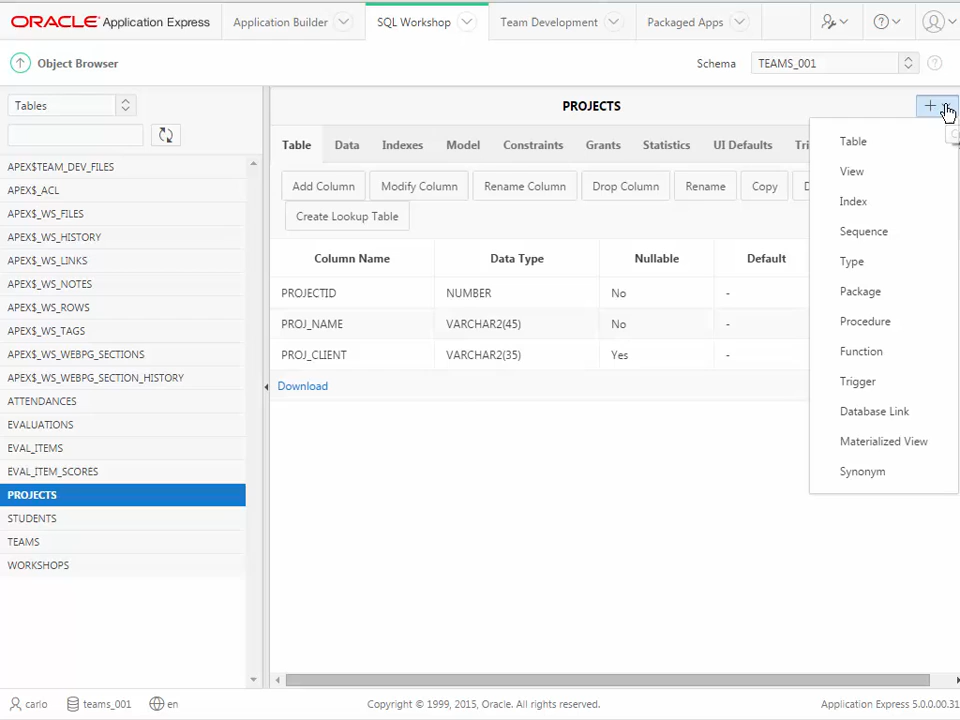 ORACLE Application Express
Application Builder
SQL Workshop
Team Development
Packaged Apps
Object Browser
Schema
TEAMS_001
Tables
PROJECTS
APEX$TEAM_DEV_FILES
APEX$_ACL
APEX$_WS_FILES
APEX$_WS_HISTORY
APEX$_WS_LINKS
APEX$_WS_NOTES
APEX$_WS_ROWS
APEX$_WS_TAGS
APEX$_WS_WEBPG_SECTIONS
APEX$_WS_WEBPG_SECTION_HISTORY
ATTENDANCES
EVALUATIONS
EVAL_ITEMS
EVAL_ITEM_SCORES
PROJECTS
STUDENTS
TEAMS
WORKSHOPS
Table Data Indexes Model Constraints Grants Statistics UI Defaults Tri
Add Column Modify Column Rename Column Drop Column Rename Copy D
Create Lookup Table
Column Name Data Type Nullable Default
PROJECTID NUMBER No -
PROJ_NAME VARCHAR2(45) No -
PROJ_CLIENT VARCHAR2(35) Yes -
Download
Table
View
Index
Sequence
Type
Package
Procedure
Function
Trigger
Database Link
Materialized View
Synonym
carlo teams_001 en
Copyright © 1999, 2015, Oracle. All rights reserved.
Application Express 5.0.0.00.31